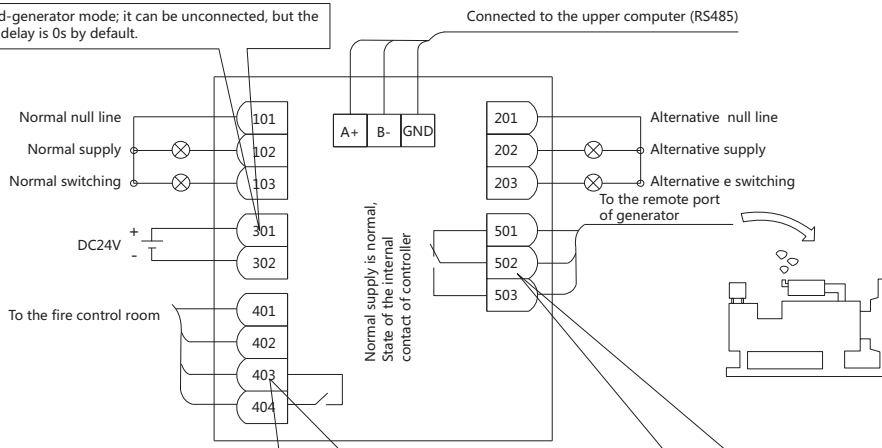 d-generator mode; it can be unconnected, but the
delay is 0s by default.
Connected to the upper computer (RS485)
A+ B- GND
Normal null line
Normal supply
Normal switching
101
102
103
DC24V
+
-
301
302
To the fire control room
401
402
403
404
Normal supply is normal,
State of the internal
contact of controller
201
202
203
Alternative null line
Alternative supply
Alternative e switching
501
502
503
To the remote port
of generator